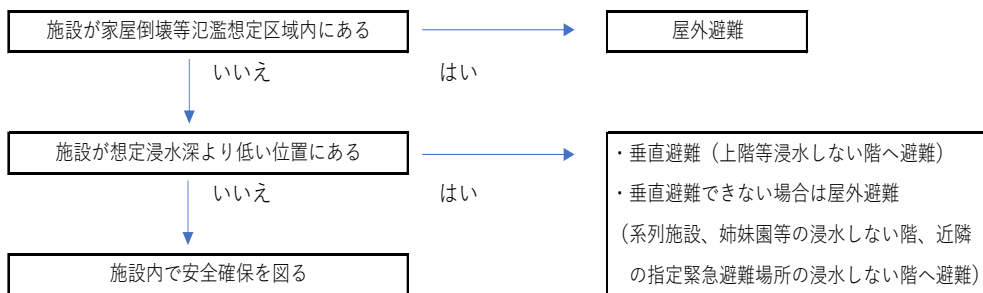 施設が家屋倒壊等氾濫想定区域内にある
屋外避難
いいえ
はい
施設が想定浸水深より低い位置にある
・垂直避難（上階等浸水しない階へ避難）
・垂直避難できない場合は屋外避難
（系列施設、姉妹園等の浸水しない階、近隣
の指定緊急避難場所の浸水しない階へ避難）
いいえ
はい
施設内で安全確保を図る